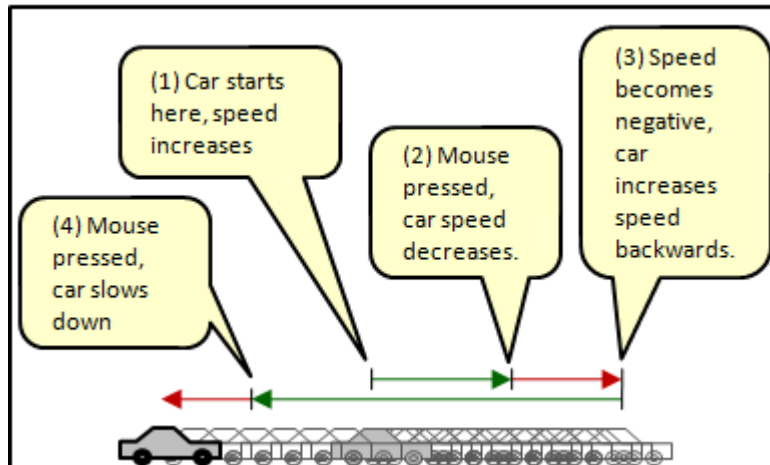 (1) Car starts
here, speed
increases
(2) Mouse
pressed,
car speed
decreases.
(3) Speed
becomes
negative,
car
increases
speed
backwards.
(4) Mouse
pressed,
car slows
down